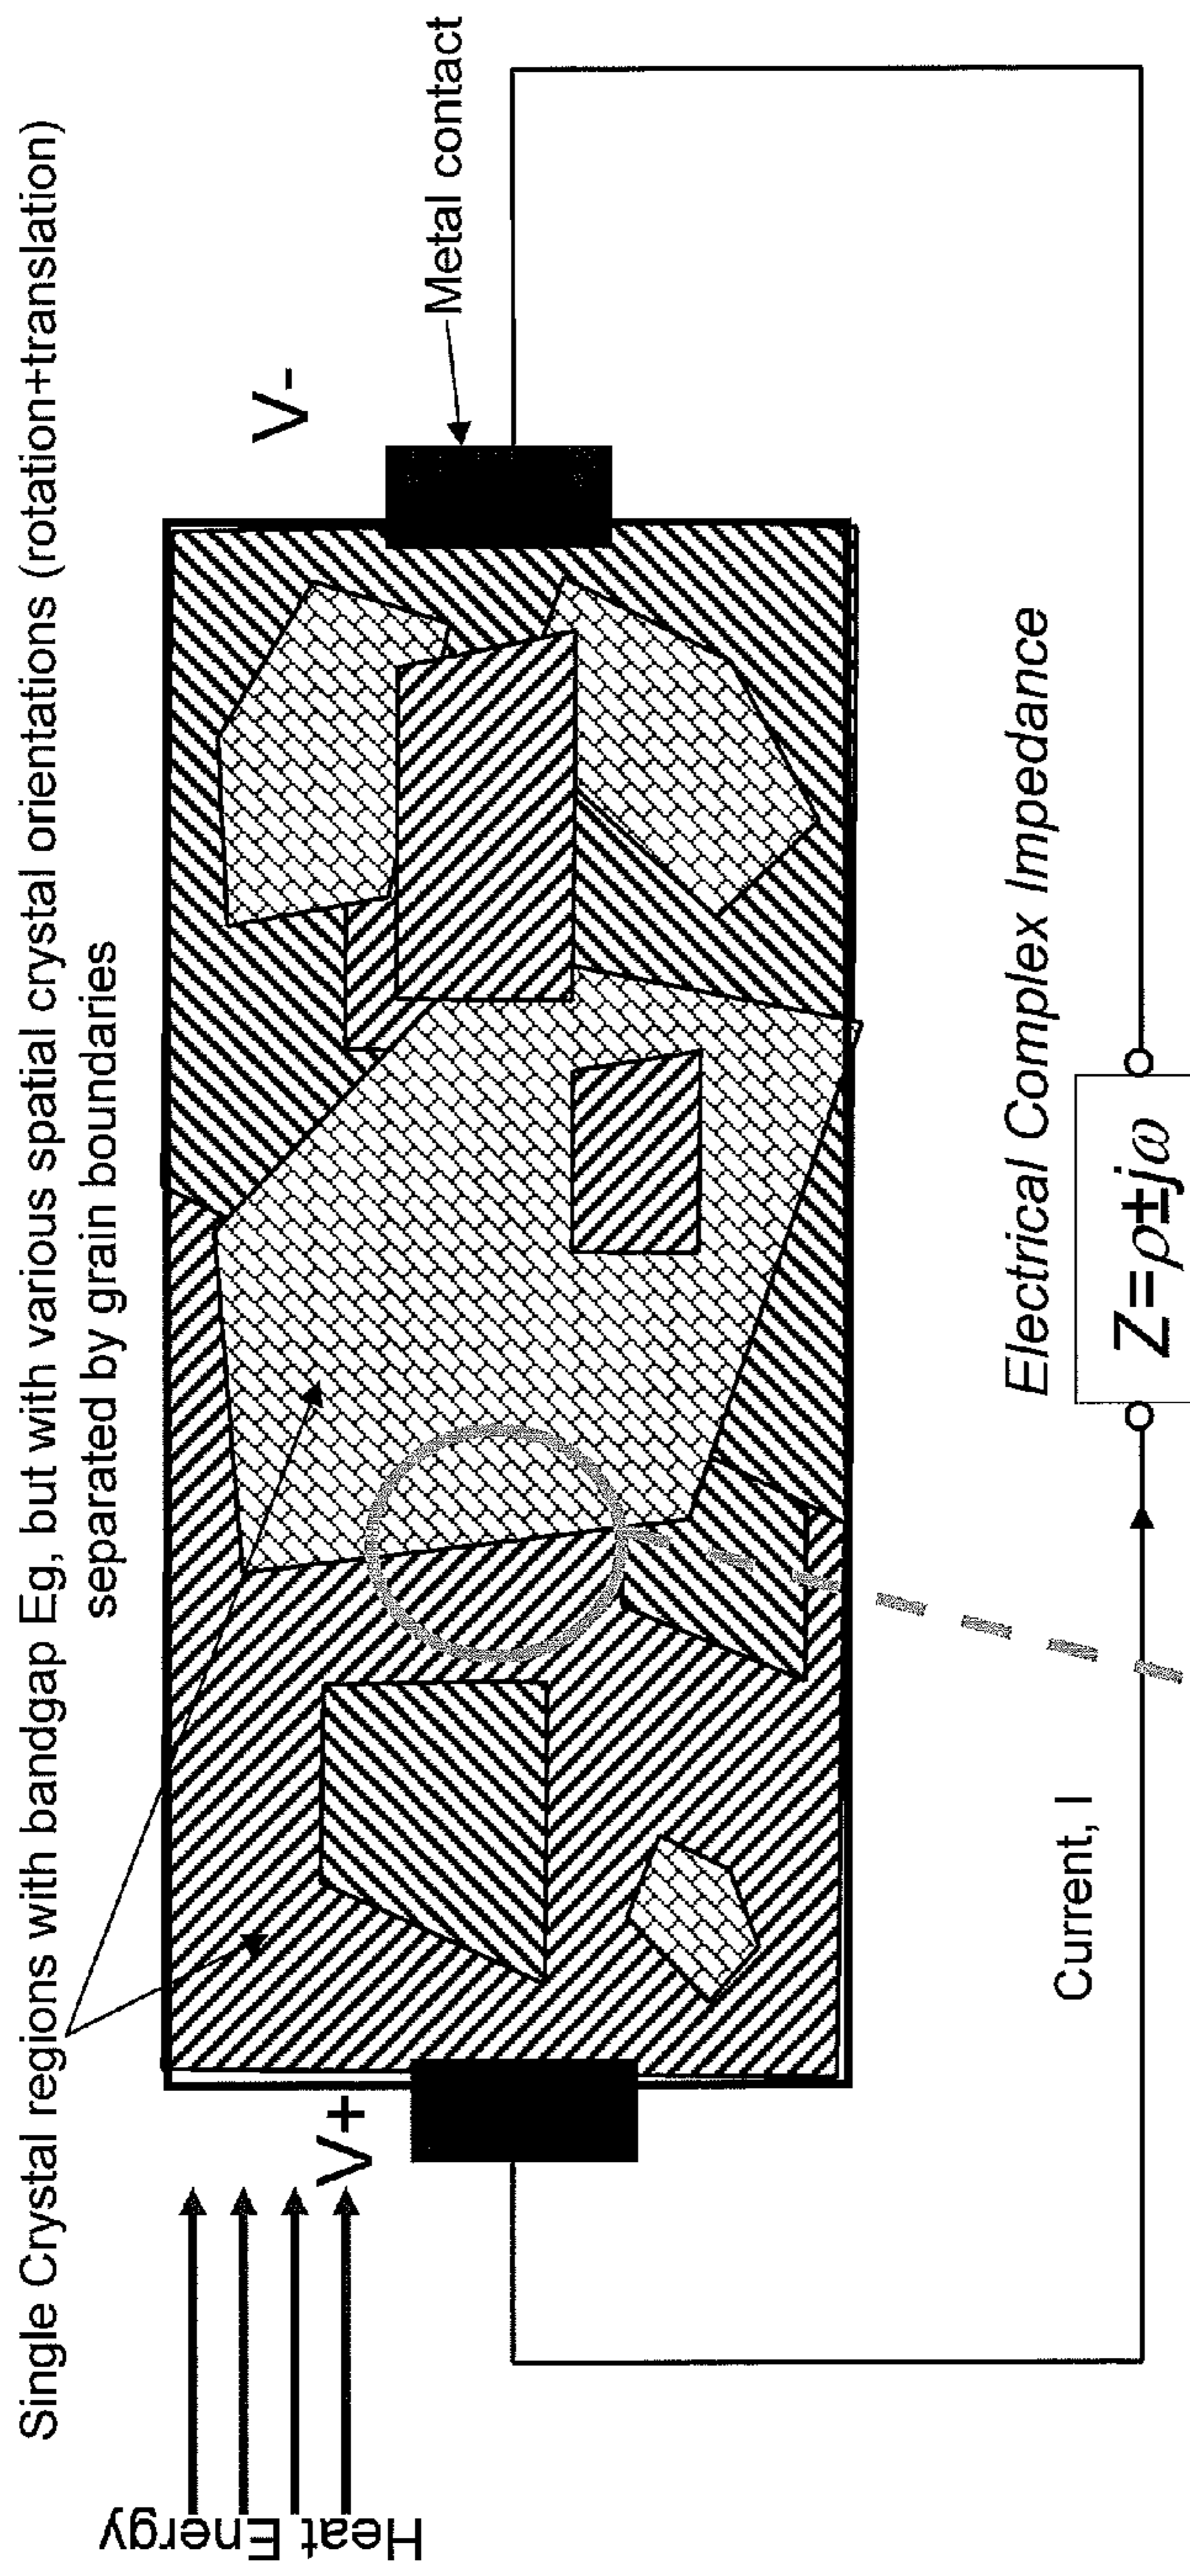 Single Crystal regions with bandgap Eg, but with various spatial crystal orientations (rotation+translation)
separated by grain boundaries
Heat Energy
V+
V-
Metal contact
Electrical Complex Impedance
Z=ρ±jω
Current, I